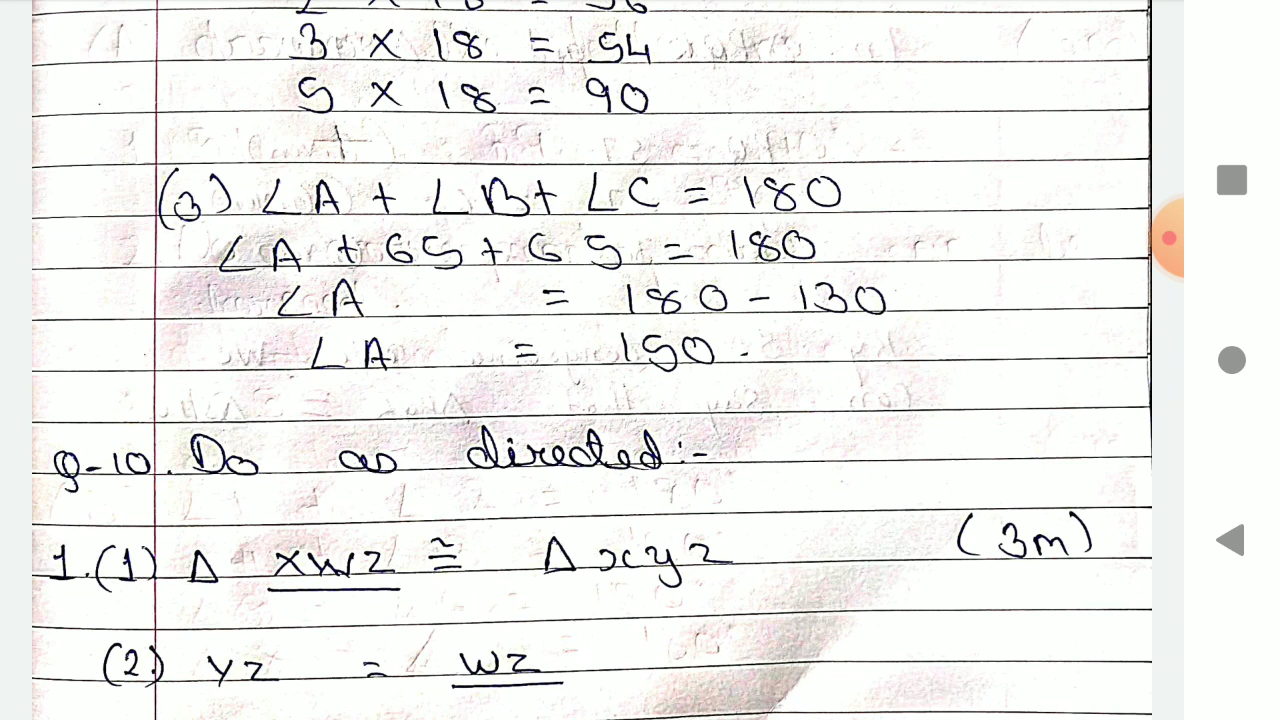 3 × 18 = 54
5 × 18 = 90
(3) ∠A + ∠B + ∠C = 180
∠A + 65 + 65 = 180
∠A = 180 - 130
∠A = 150.
Q-10. Do as directed :-
1. (1) Δ XWZ ≅ Δ xyz (3m)
(2) YZ = WZ